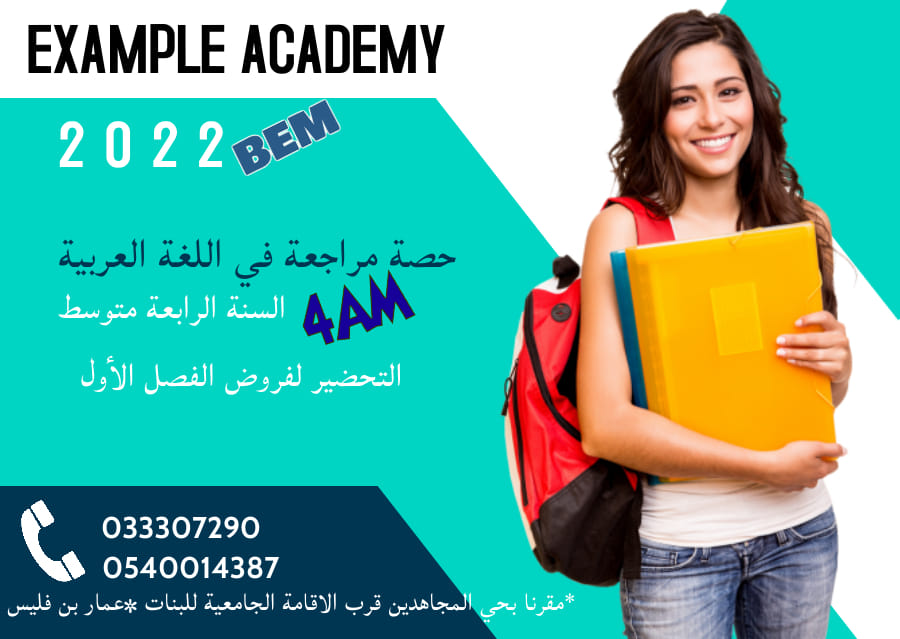 EXAMPLE ACADEMY
2022 BEM
حصة مراجعة في اللغة العربية
السنة الرابعة متوسط 4AM
التحضير لفروض الفصل الأول
033307290
0540014387
*مقرنا بحي المجاهدين قرب الاقامة الجامعية للبنات *عمار بن فليس